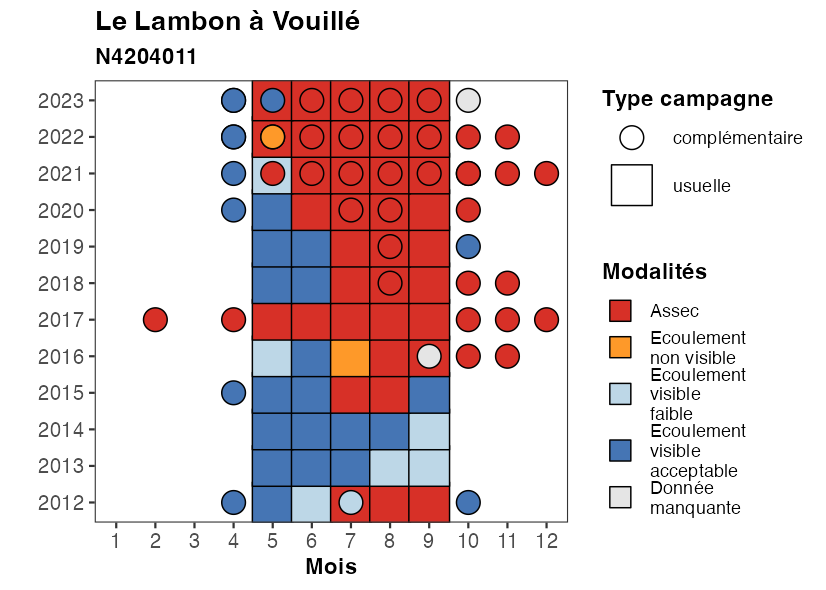 Le Lambon à Vouillé
N4204011
2023
2022
2021
2020
2019
2018
2017
2016
2015
2014
2013
2012
1 2 3 4 5 6 7 8 9 10 11 12
Mois
Type campagne
complémentaire
usuelle
Modalités
Assec
Ecoulement
non visible
Ecoulement
visible
faible
Ecoulement
visible
acceptable
Donnée
manquante